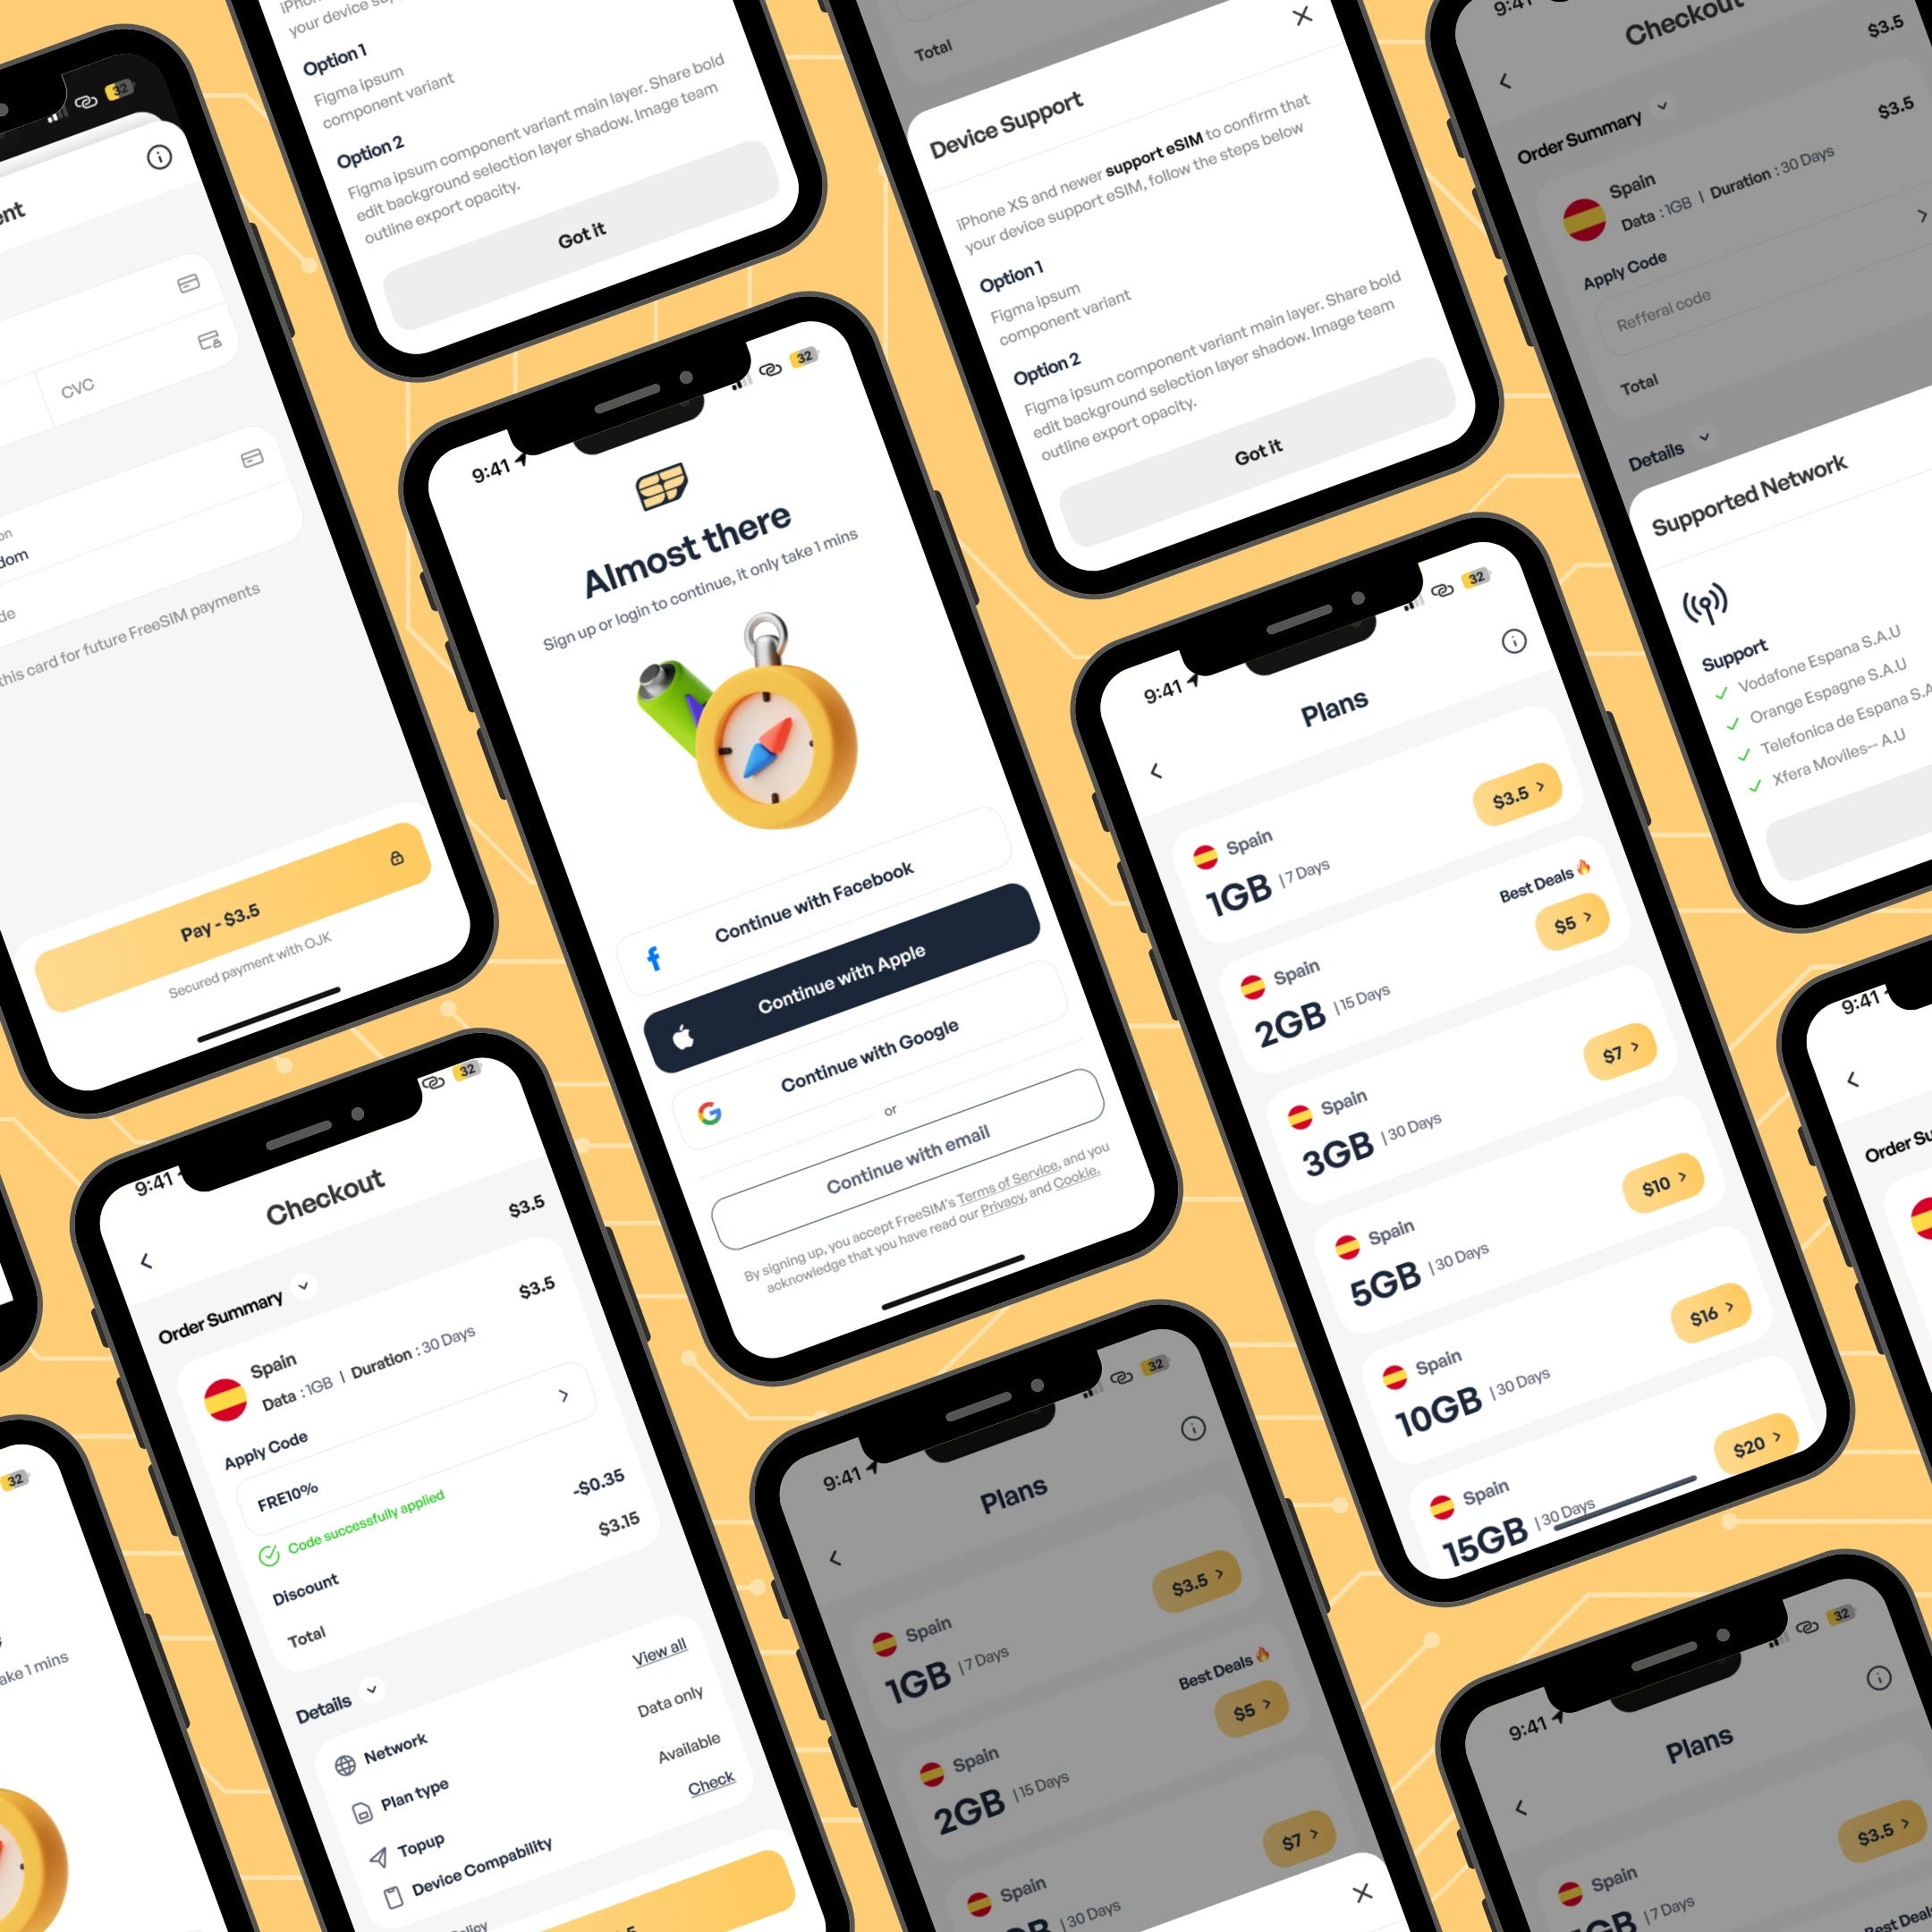 32
ent
CVC
on
dom
de
this card for future FreeSIM payments
Pay - $3.5
Secured payment with OJK
iPhon
your device sup
Option 1
Figma ipsum
component variant
Option 2
Figma ipsum component variant main layer. Share bold
edit background selection layer shadow. Image team
outline export opacity.
Got it
Total
Device Support
iPhone XS and newer support eSIM to confirm that
your device support eSIM, follow the steps below
Option 1
Figma ipsum
component variant
Option 2
Figma ipsum component variant main layer. Share bold
edit background selection layer shadow. Image team
outline export opacity.
Got it
9:41
Checkout
$3.5
Order Summary
$3.5
Spain
Data : 1GB | Duration : 30 Days
Apply Code
Refferal code
Total
Details
Supported Network
Support
Vodafone Espana S.A.U
Orange Espagne S.A.U
Telefonica de Espana S.A
Xfera Moviles-- A.U
9:41
32
Almost there
Sign up or login to continue, it only take 1 mins
Continue with Facebook
Continue with Apple
Continue with Google
or
Continue with email
By signing up, you accept FreeSIM's Terms of Service, and you
acknowledge that you have read our Privacy, and Cookie.
9:41
32
Plans
Spain
1GB | 7 Days
$3.5
Best Deals🔥
Spain
2GB | 15 Days
$5
Spain
3GB | 30 Days
$7
Spain
5GB | 30 Days
$10
Spain
10GB | 30 Days
$16
Spain
15GB | 30 Days
$20
9:41
Order Su
9:41
32
Checkout
Order Summary
$3.5
Spain
$3.5
Data : 1GB | Duration : 30 Days
Apply Code
FRE10%
Code successfully applied
Discount
-$0.35
Total
$3.15
Details
View all
Network
Data only
Plan type
Available
Topup
Check
Device Compability
olicy
.5
32
ake 1 mins
9:41
32
Plans
Spain
1GB | 7 Days
$3.5
Best Deals🔥
Spain
2GB | 15 Days
$5
Spain
GB | 30 Days
$7
9:41
32
Plans
Spain
1GB | 7 Days
$3.5
Best Deal